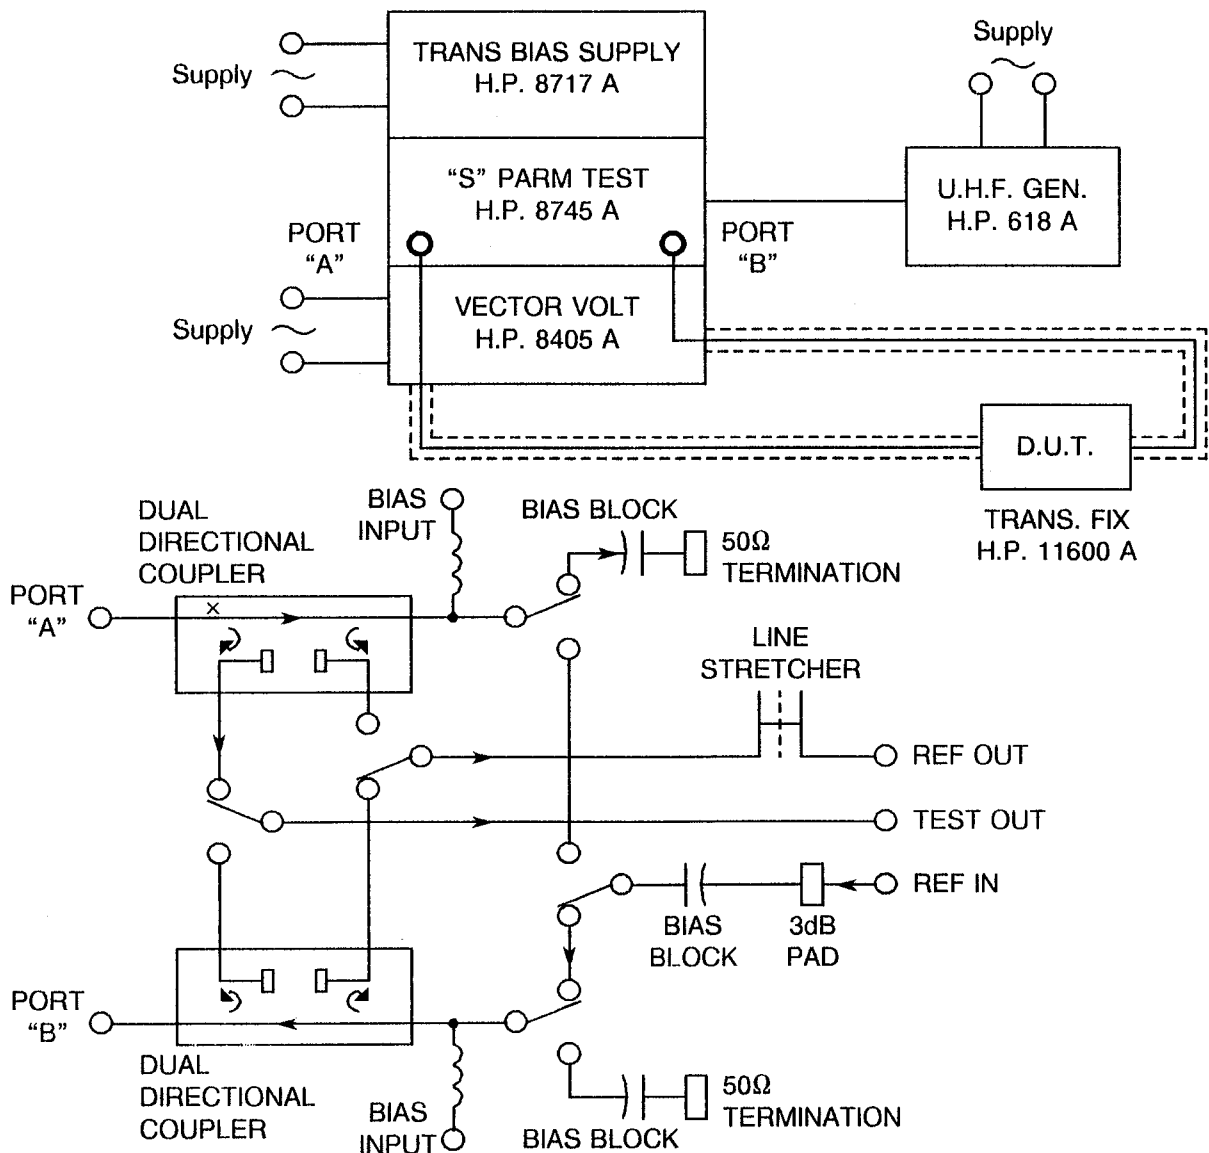 TRANS BIAS SUPPLY
H.P. 8717 A
Supply
Supply
"S" PARM TEST
H.P. 8745 A
U.H.F. GEN.
H.P. 618 A
PORT
"A"
PORT
"B"
VECTOR VOLT
H.P. 8405 A
Supply
D.U.T.
TRANS. FIX
H.P. 11600 A
DUAL
DIRECTIONAL
COUPLER
BIAS
INPUT
BIAS BLOCK
50Ω
TERMINATION
PORT
"A"
×
LINE
STRETCHER
REF OUT
TEST OUT
REF IN
BIAS
BLOCK
3dB
PAD
PORT
"B"
DUAL
DIRECTIONAL
COUPLER
BIAS
INPUT
BIAS BLOCK
50Ω
TERMINATION